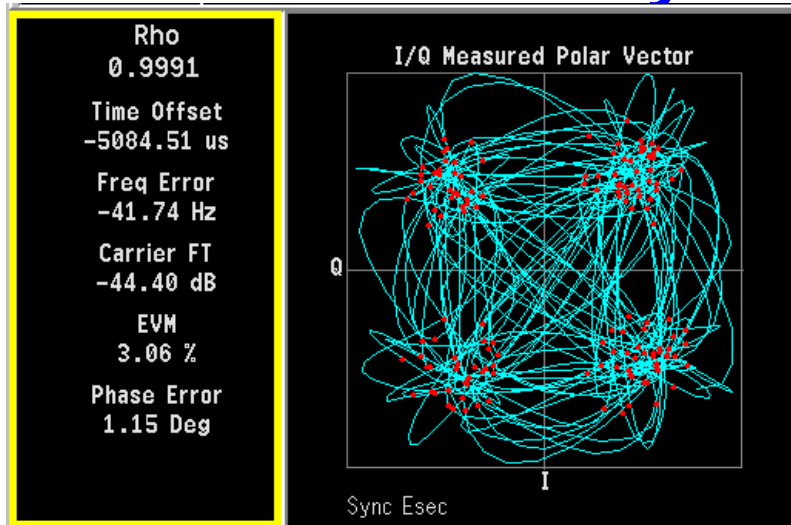 Rho
0.9991
Time Offset
-5084.51 us
Freq Error
-41.74 Hz
Carrier FT
-44.40 dB
EVM
3.06 %
Phase Error
1.15 Deg
I/Q Measured Polar Vector
Q
I
Sync Esec